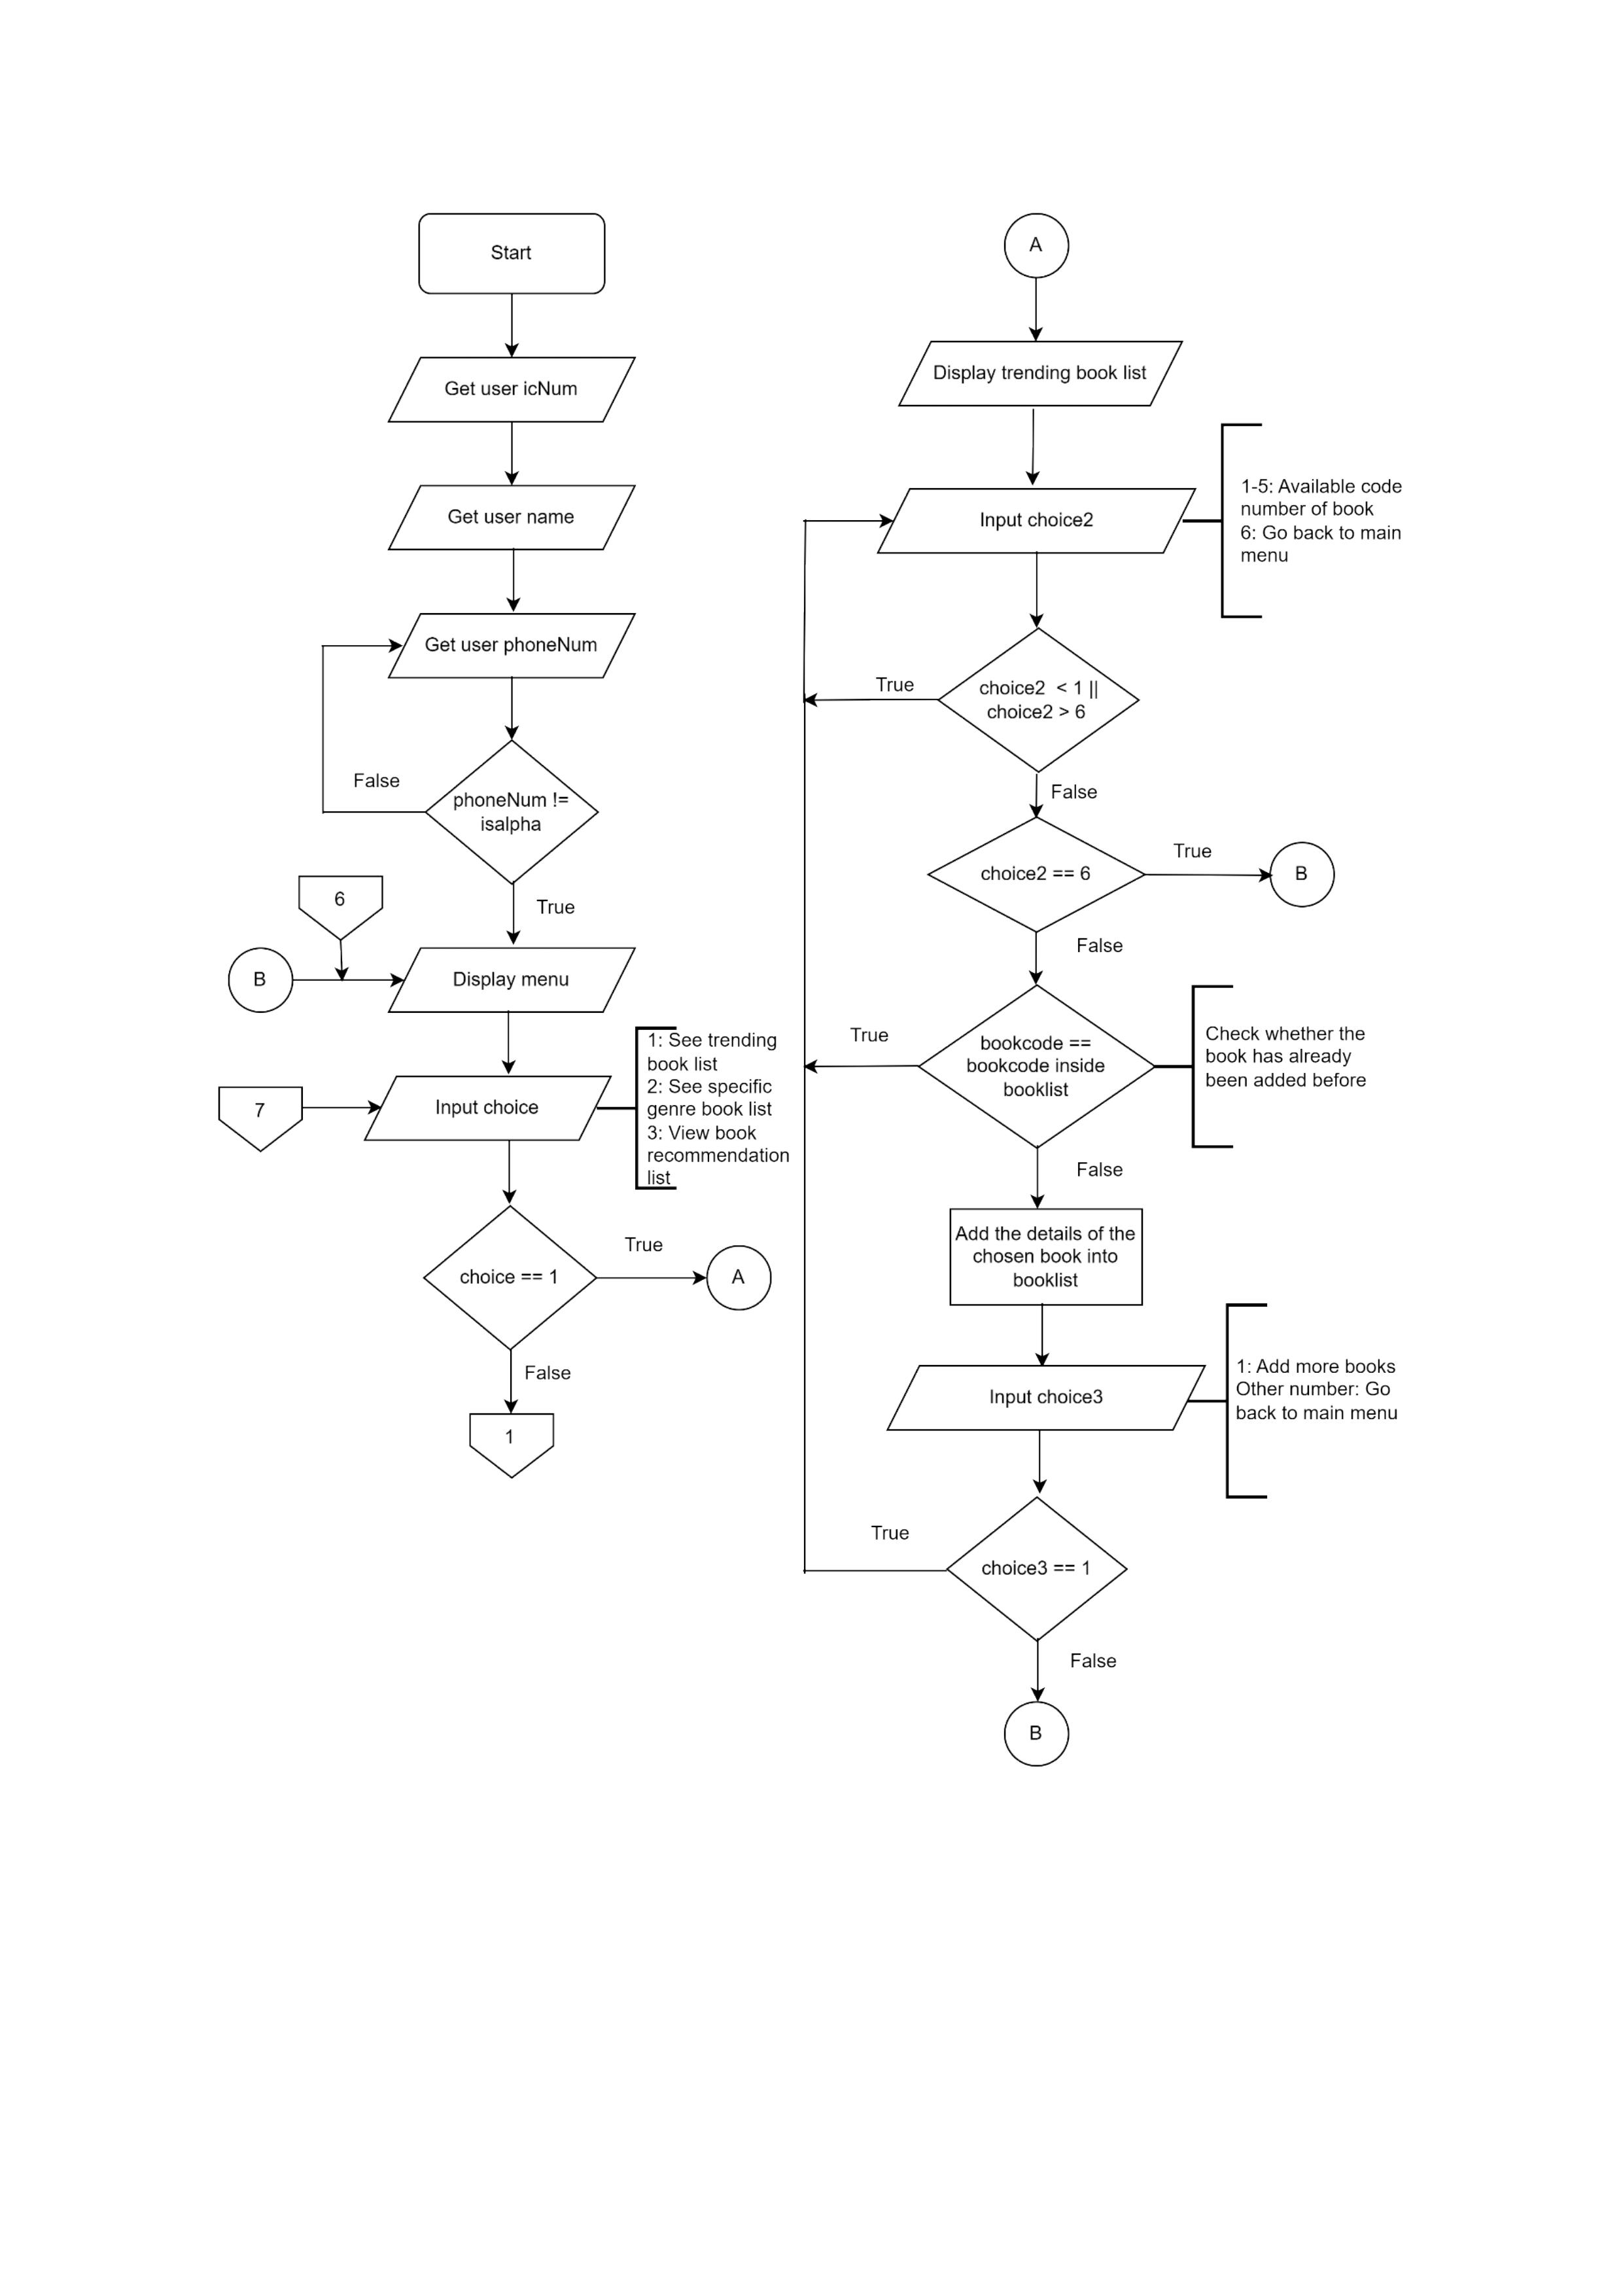 Start
Get user icNum
Get user name
Get user phoneNum
False
phoneNum !=
isalpha
True
6
B
Display menu
7
Input choice
1: See trending
book list
2: See specific
genre book list
3: View book
recommendation
list
choice == 1
True
A
False
1
A
Display trending book list
Input choice2
1-5: Available code
number of book
6: Go back to main
menu
True
choice2 < 1 ||
choice2 > 6
False
choice2 == 6
True
B
False
True
bookcode ==
bookcode inside
booklist
Check whether the
book has already
been added before
False
Add the details of the
chosen book into
booklist
Input choice3
1: Add more books
Other number: Go
back to main menu
True
choice3 == 1
False
B